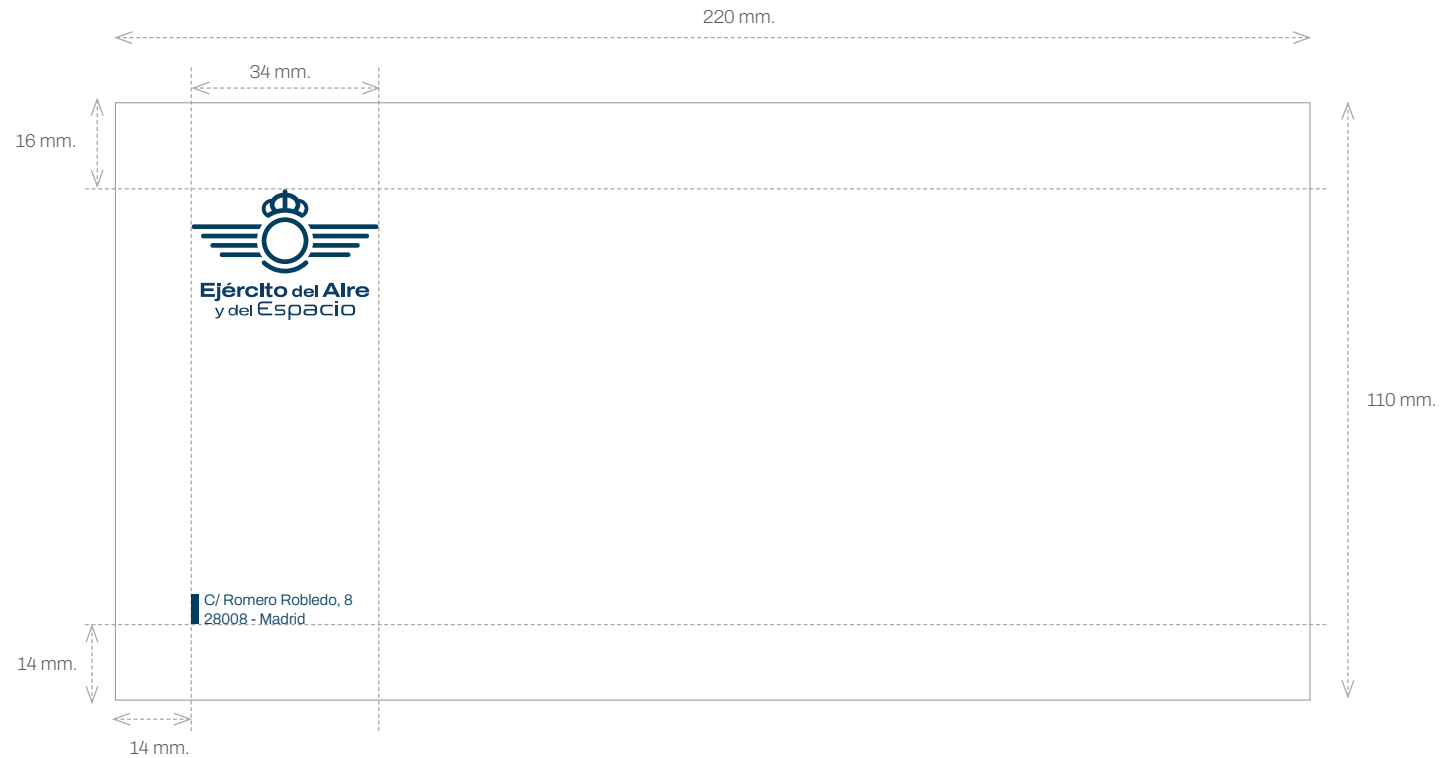 220 mm.
34 mm.
16 mm.
Ejército del Aire
y del Espacio
110 mm.
C/ Romero Robledo, 8
28008 - Madrid
14 mm.
14 mm.